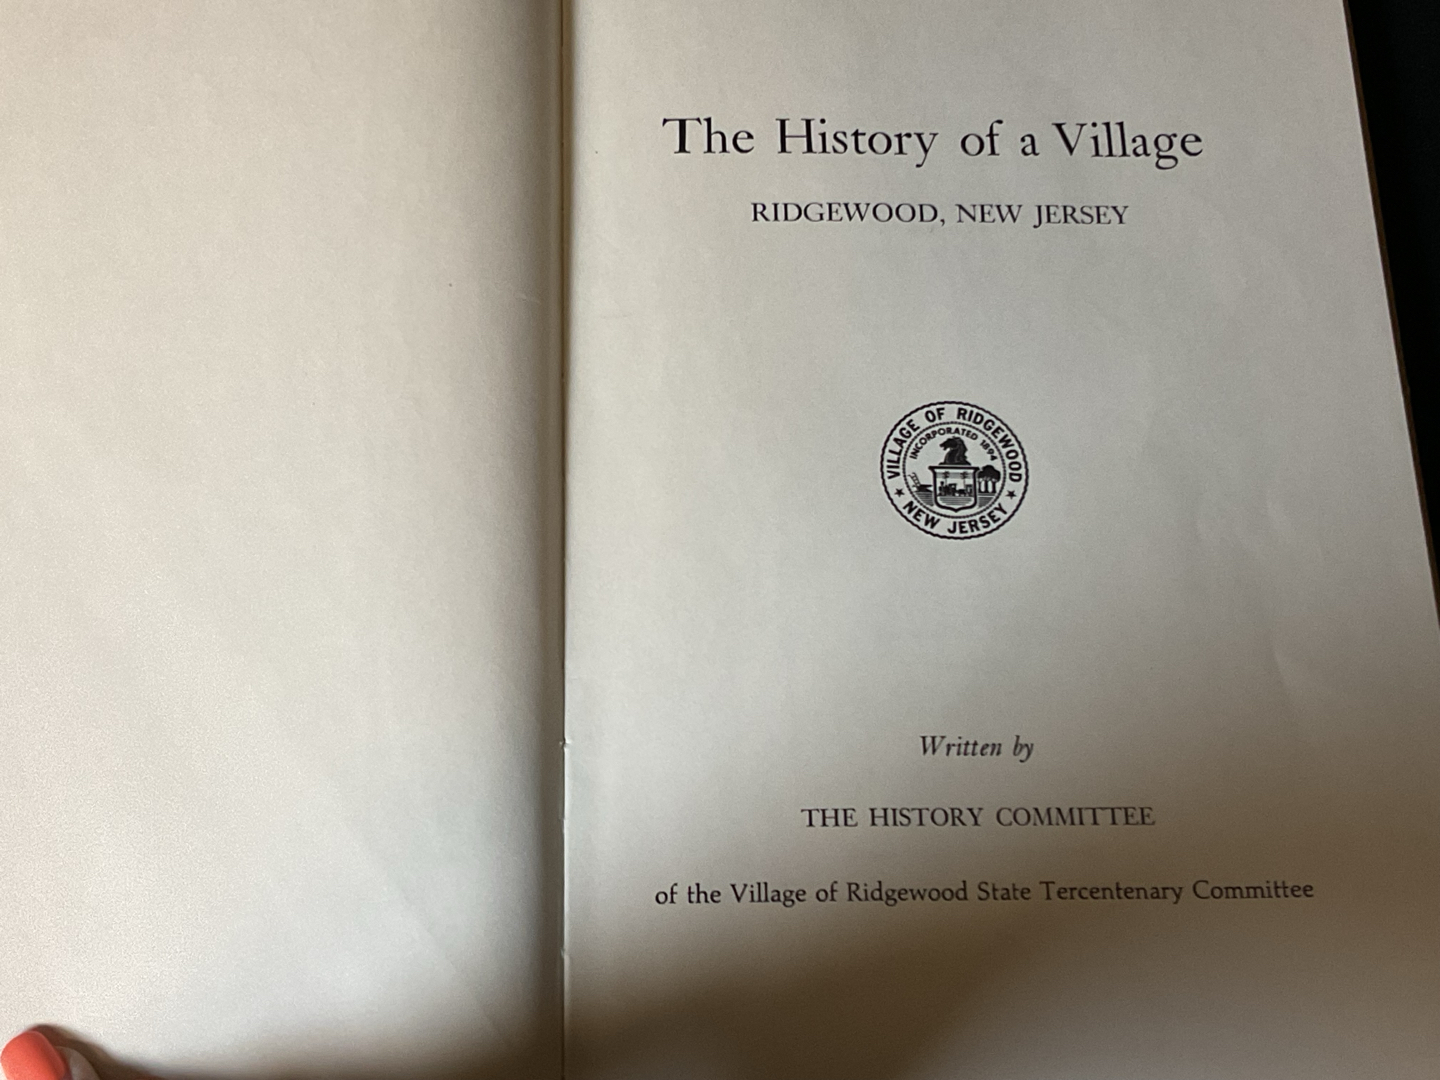 The History of a Village
RIDGEWOOD, NEW JERSEY
VILLAGE OF RIDGEWOOD
INCORPORATED 1894
★ NEW JERSEY ★
Written by
THE HISTORY COMMITTEE
of the Village of Ridgewood State Tercentenary Committee